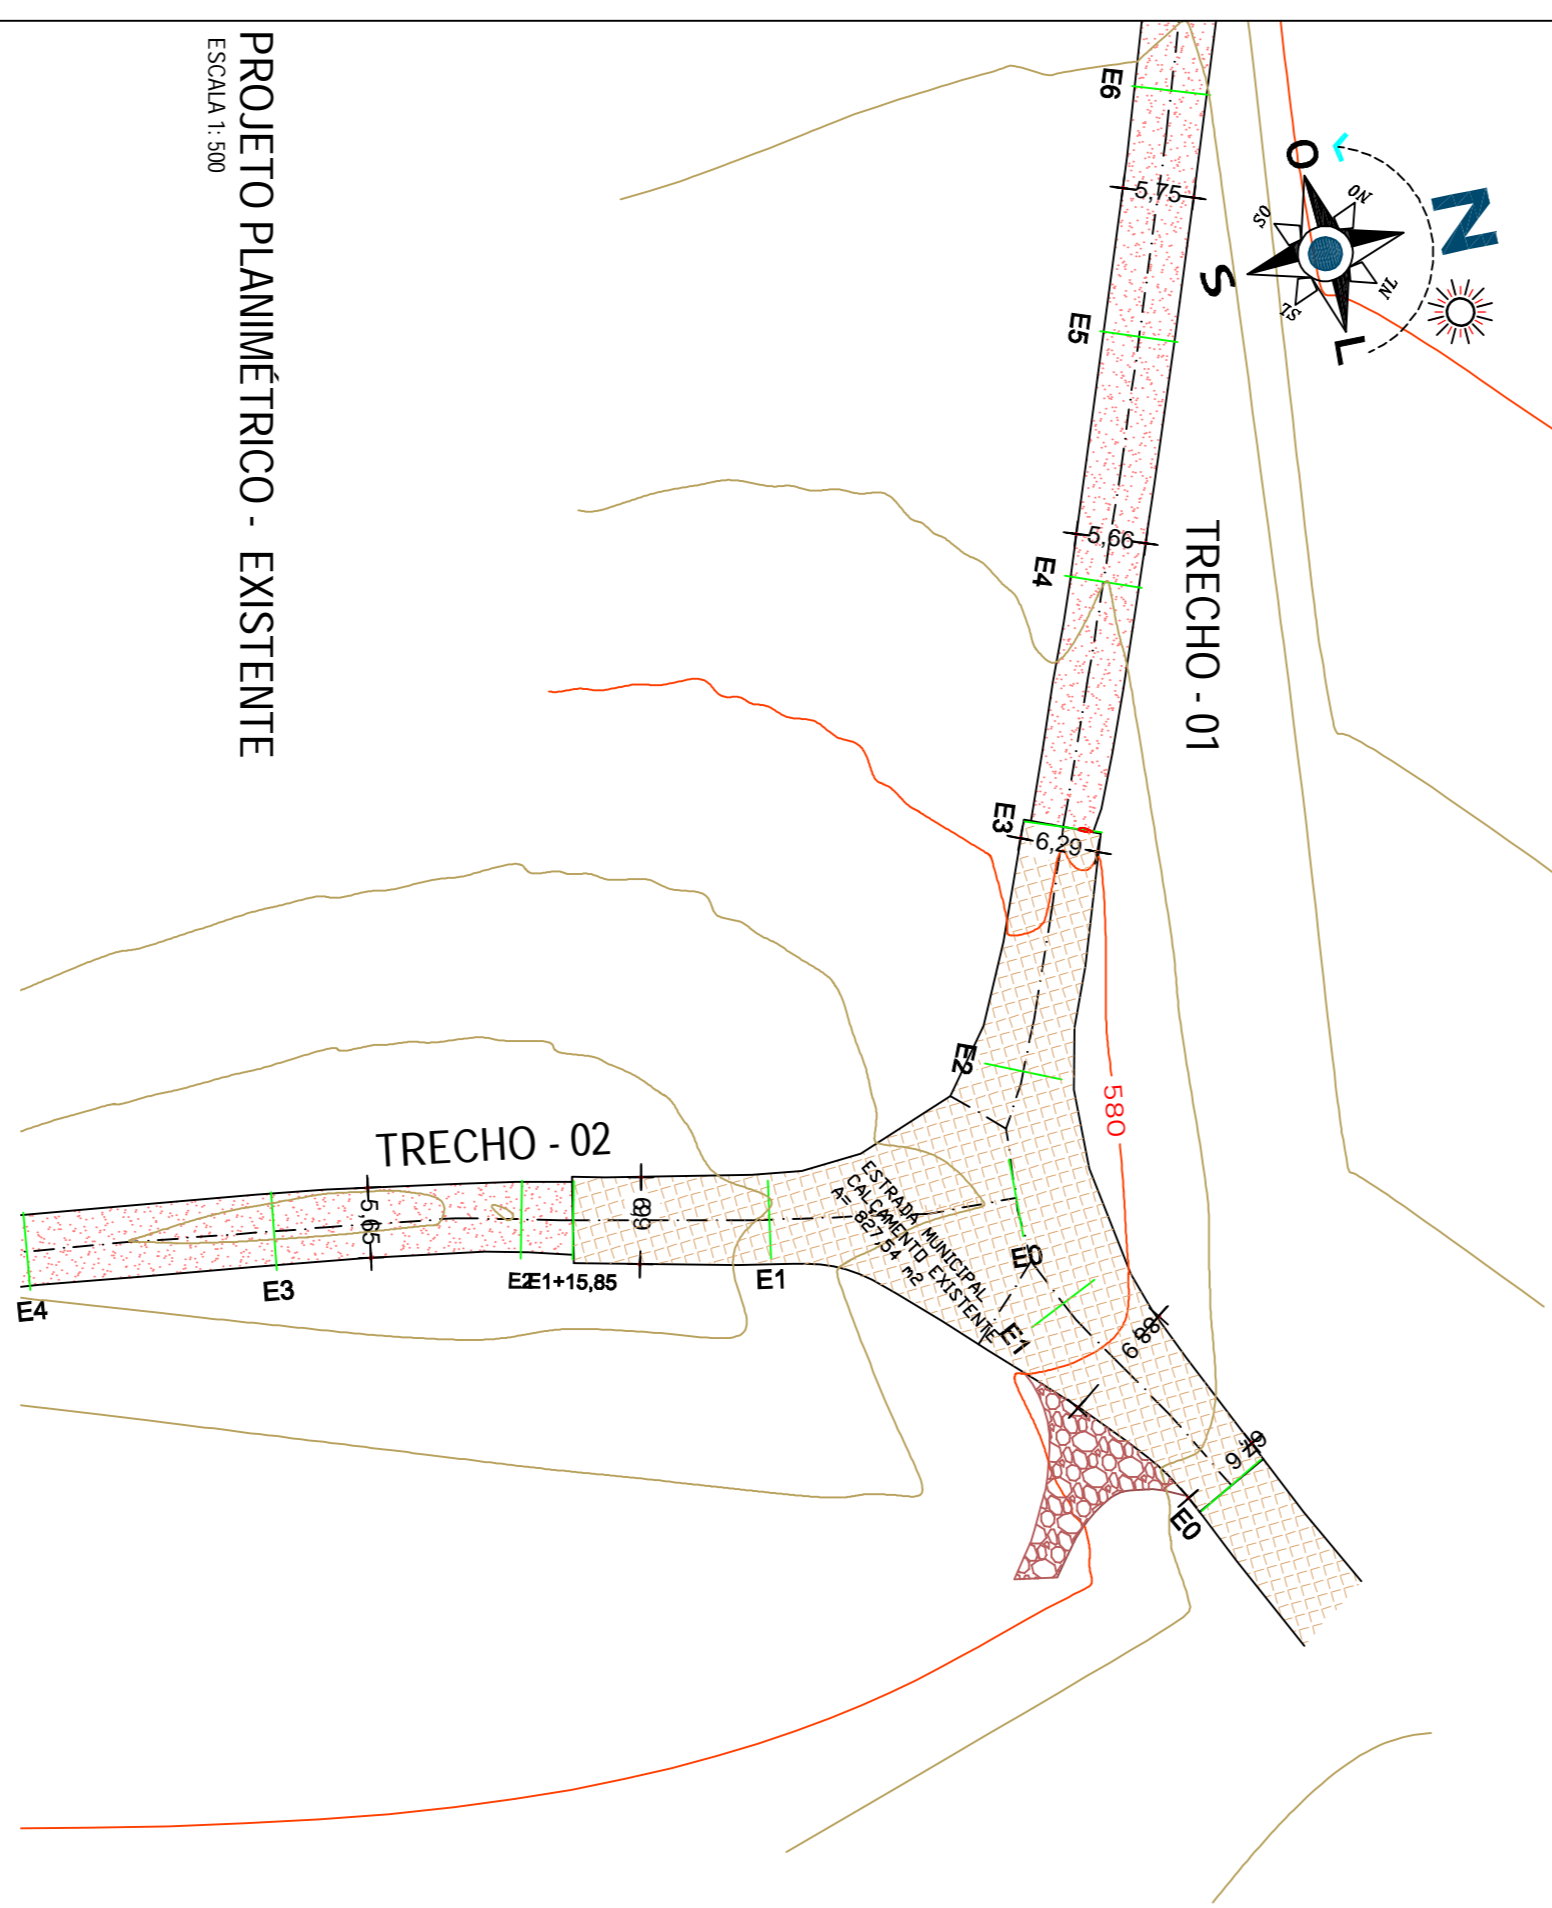 PROJETO PLANIMÉTRICO - EXISTENTE
ESCALA 1: 500
TRECHO - 01
E6
5,75
E5
5,66
E4
E3
6,29
E2
580
N
O
NO
SO
S
SL
NL
L
TRECHO - 02
5,65
E4
E3
E2
E1+15,85
E1
ESTRADA MUNICIPAL
CALÇAMENTO EXISTENTE
A= 827,54 m2
E0
E1
E0